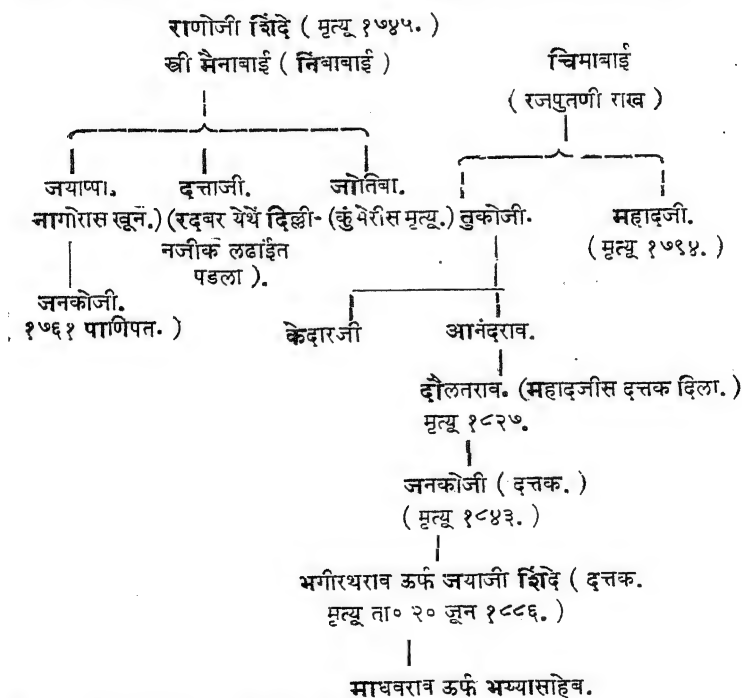 राणोजी शिंदे ( मृत्यू १७४५. )
स्त्री मैनाबाई ( निंबाबाई )
चिमाबाई
( रजपुतणी राख )
जयाप्पा. दत्ताजी. जोतिबा.
नागोरास खून.) (रदबर येथें दिल्ली- (कुंभेरीस मृत्यू.) तुकोजी. महादजी.
नजीक लढाईंत (मृत्यू १७९४. )
पडला ).
जनकोजी.
१७६१ पाणिपत. )
केदारजी आनंदराव.
दौलतराव. (महादजीस दत्तक दिला. )
मृत्यू १८२७.
जनकोजी ( दत्तक. )
( मृत्यू १८४३. )
भगीरथराव ऊर्फ जयाजी शिंदे ( दत्तक.
मृत्यू ता० २० जून १८८६. )
माधवराव ऊर्फ भय्यासाहेब.